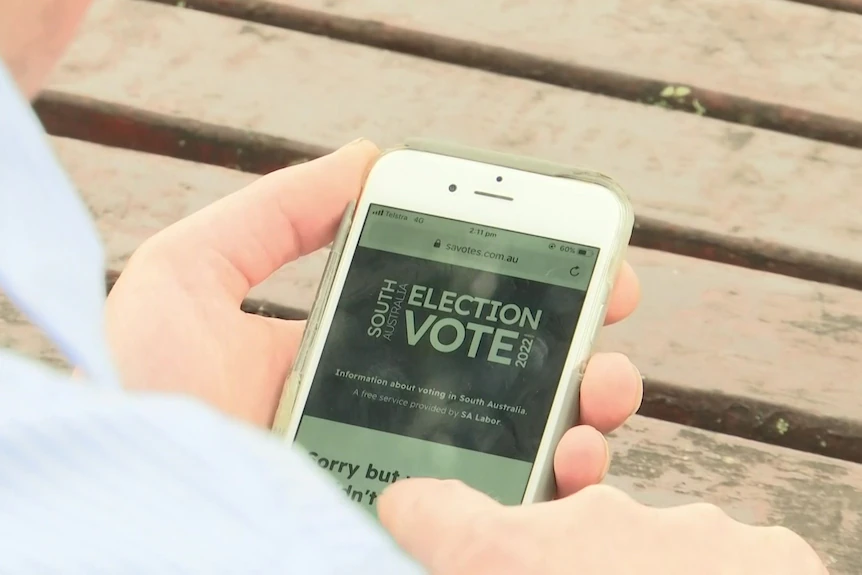 Telstra 4G
2:11 pm
60%
savotes.com.au
SOUTH
AUSTRALIA
ELECTION
VOTE
2022
Information about voting in South Australia.
A free service provided by SA Labor.
Sorry but